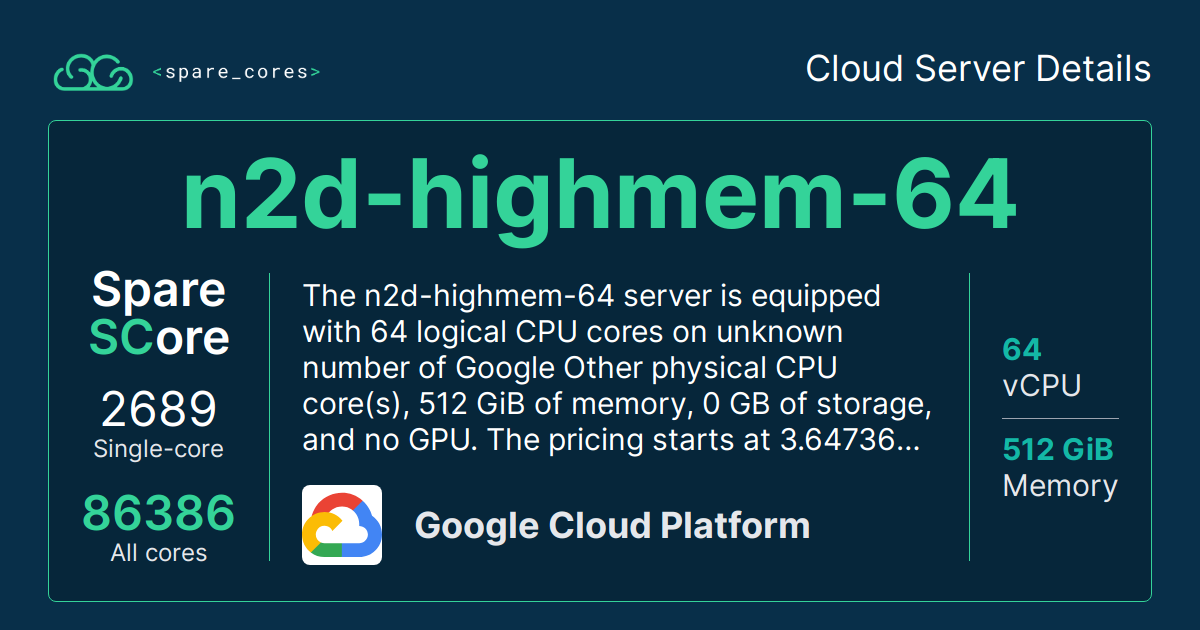 <spare_cores>
Cloud Server Details
n2d-highmem-64
Spare
SCore
2689
Single-core
86386
All cores
The n2d-highmem-64 server is equipped
with 64 logical CPU cores on unknown
number of Google Other physical CPU
core(s), 512 GiB of memory, 0 GB of storage,
and no GPU. The pricing starts at 3.64736...
Google Cloud Platform
64
vCPU
512 GiB
Memory